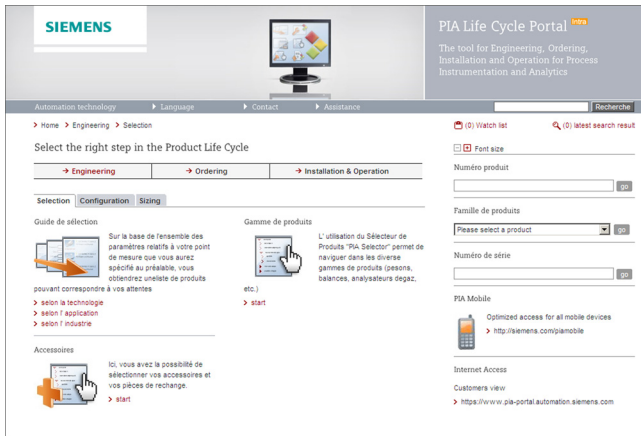 SIEMENS
PIA Life Cycle Portal Intra
The tool for Engineering, Ordering,
Installation and Operation for Process
Instrumentation and Analytics
Automation technology Language Contact Assistance Recherche
Home Engineering Selection
(0) Watch list (0) latest search result
Select the right step in the Product Life Cycle
Font size
Engineering Ordering Installation & Operation
Numéro produit
go
Selection Configuration Sizing
Famille de produits
Please select a product go
Guide de sélection
Sur la base de l'ensemble des
paramètres relatifs à votre point
de mesure que vous aurez
spécifié au préalable, vous
obtiendrez uneliste de produits
pouvant correspondre à vos attentes
selon la technologie
selon l' application
selon l' industrie
Gamme de produits
L' utilisation du Sélecteur de
Produits "PIA Selector" permet de
naviguer dans les diverse
gammes de produits (pesons,
balances, analysateurs degaz,
etc.)
start
Numéro de série
go
PIA Mobile
Optimized access for all mobile devices
http://siemens.com/piamobile
Accessoires
Ici, vous avez la possibilité de
sélectionner vos accessoires et
vos pièces de rechange.
start
Internet Access
Customers view
https://www.pia-portal.automation.siemens.com